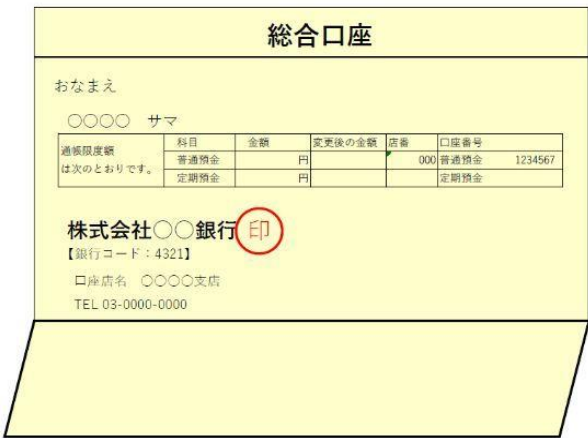 総合口座
おなまえ
○○○○ サマ
通帳限度額
は次のとおりです。
科目 金額 変更後の金額 店番 口座番号
普通預金 円 000 普通預金 1234567
定期預金 円 定期預金
株式会社○○銀行 印
【銀行コード：4321】
口座店名 ○○○○支店
TEL 03-0000-0000